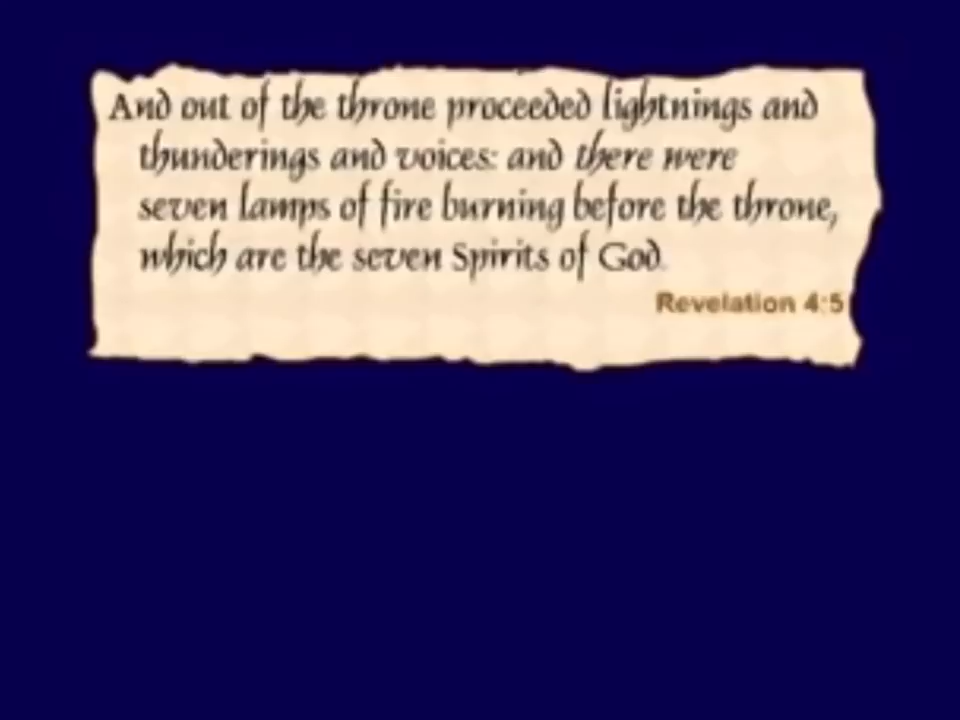 And out of the throne proceeded lightnings and
thunderings and voices: and there were
seven lamps of fire burning before the throne,
which are the seven Spirits of God.
Revelation 4:5